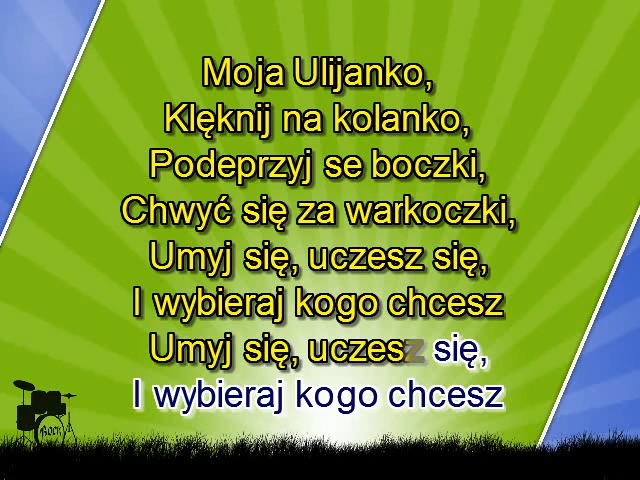 Moja Ulijanko,
Klęknij na kolanko,
Podeprzyj se boczki,
Chwyć się za warkoczki,
Umyj się, uczesz się,
I wybieraj kogo chcesz
Umyj się, uczesz się,
I wybieraj kogo chcesz
ROCK